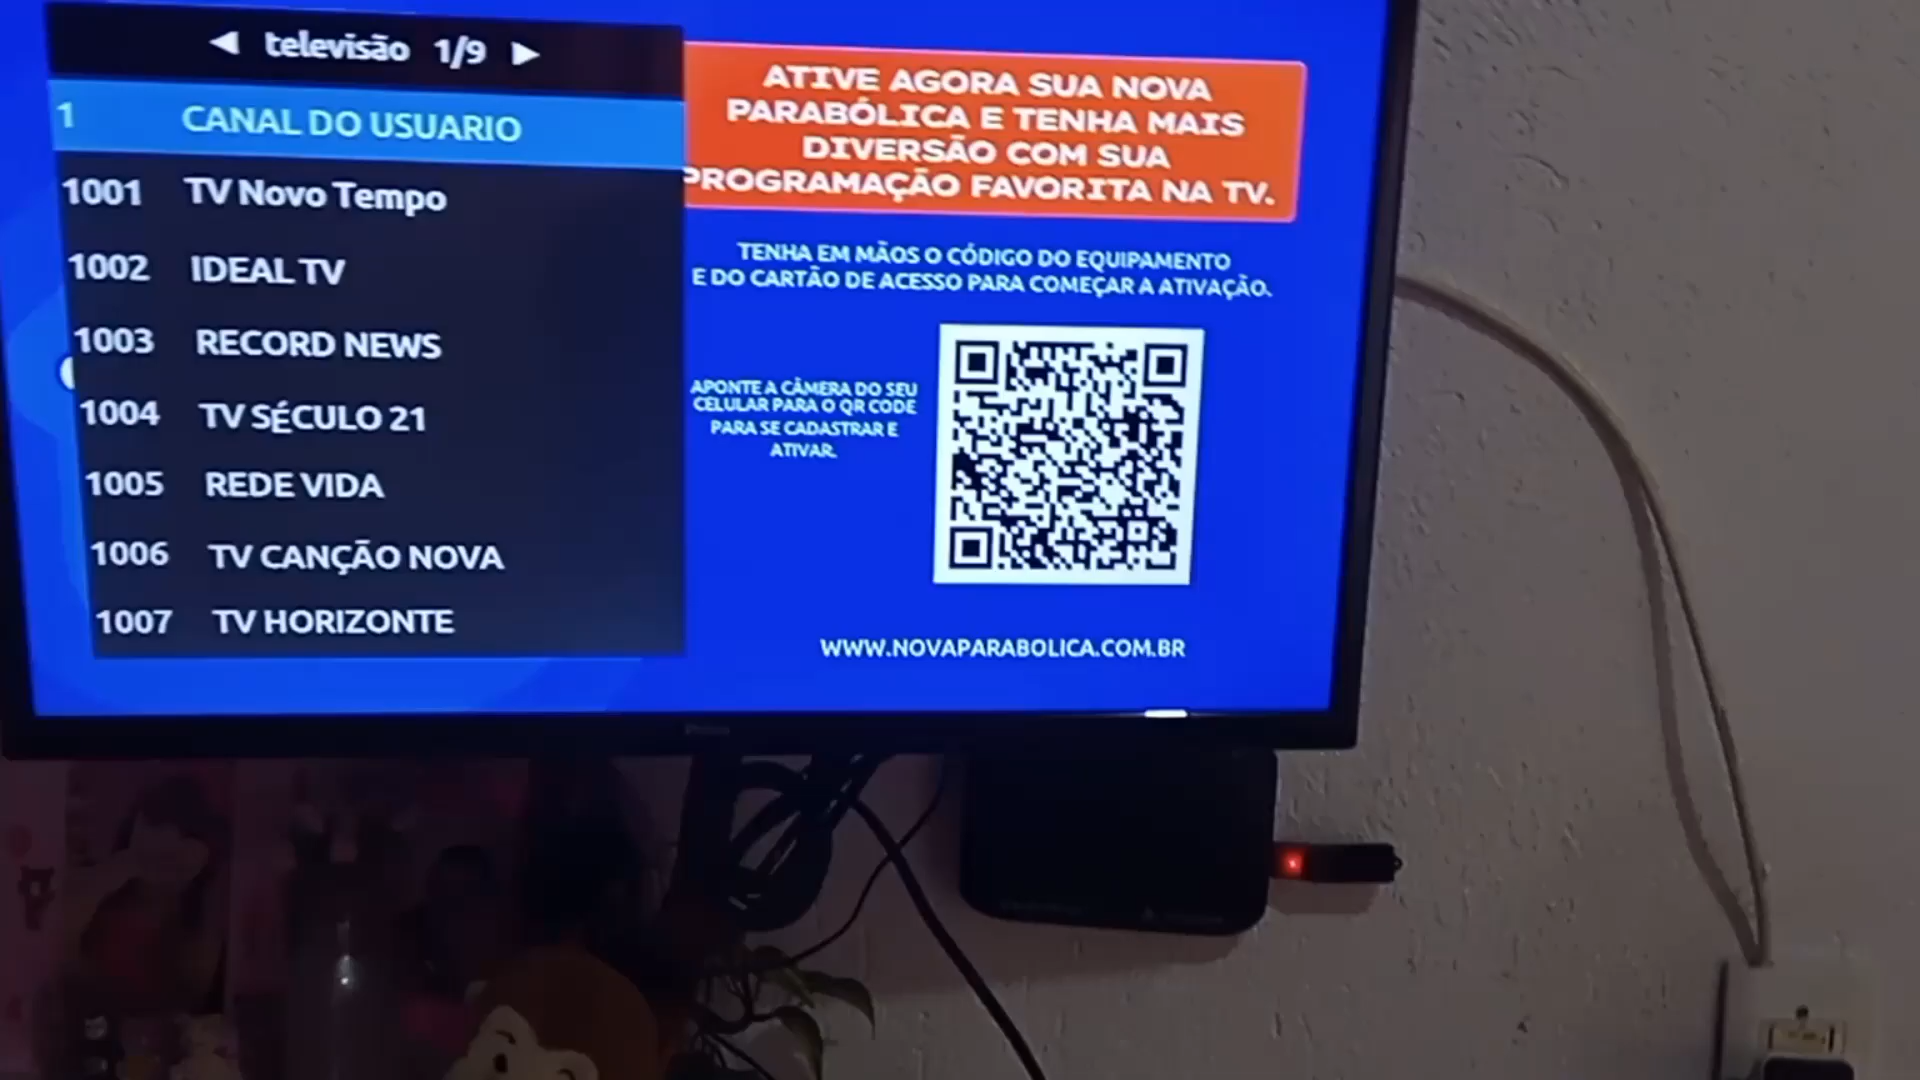 televisão 1/9
1 CANAL DO USUARIO
1001 TV Novo Tempo
1002 IDEAL TV
1003 RECORD NEWS
1004 TV SÉCULO 21
1005 REDE VIDA
1006 TV CANÇÃO NOVA
1007 TV HORIZONTE
ATIVE AGORA SUA NOVA
PARABÓLICA E TENHA MAIS
DIVERSÃO COM SUA
PROGRAMAÇÃO FAVORITA NA TV.
TENHA EM MÃOS O CÓDIGO DO EQUIPAMENTO
E DO CARTÃO DE ACESSO PARA COMEÇAR A ATIVAÇÃO.
APONTE A CÂMERA DO SEU
CELULAR PARA O QR CODE
PARA SE CADASTRAR E
ATIVAR.
WWW.NOVAPARABOLICA.COM.BR